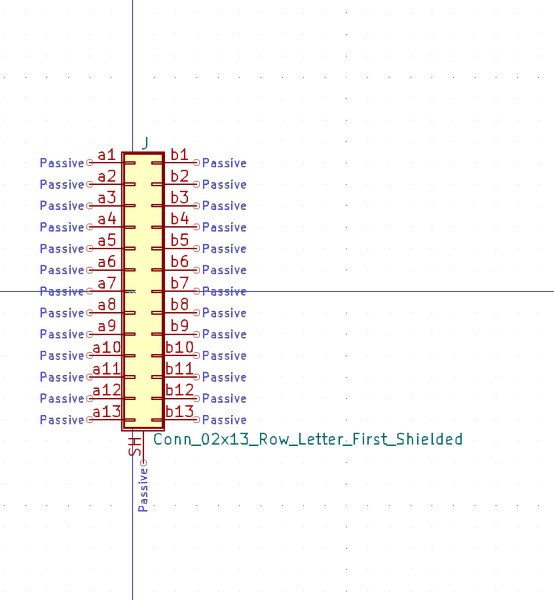 J
Passive a1 b1 Passive
Passive a2 b2 Passive
Passive a3 b3 Passive
Passive a4 b4 Passive
Passive a5 b5 Passive
Passive a6 b6 Passive
Passive a7 b7 Passive
Passive a8 b8 Passive
Passive a9 b9 Passive
Passive a10 b10 Passive
Passive a11 b11 Passive
Passive a12 b12 Passive
Passive a13 b13 Passive
SH
Conn_02x13_Row_Letter_First_Shielded
Passive